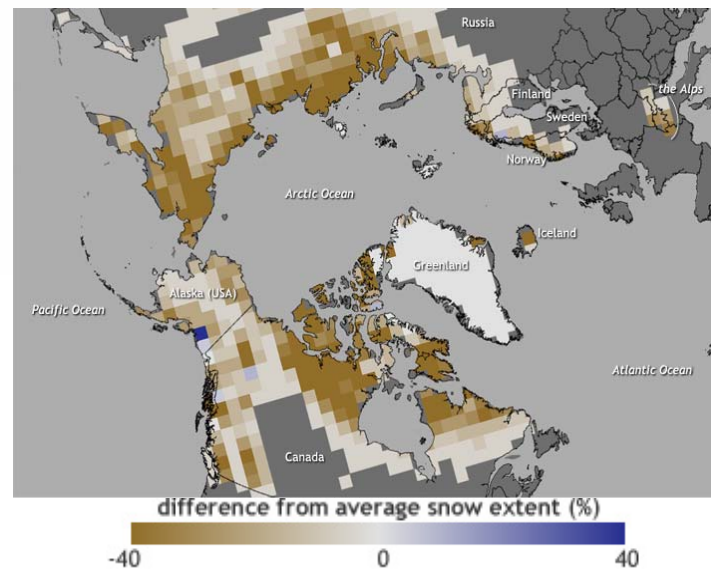 Russia
the Alps
Finland
Sweden
Norway
Arctic Ocean
Iceland
Greenland
Alaska (USA)
Pacific Ocean
Atlantic Ocean
Canada
difference from average snow extent (%)
-40 0 40